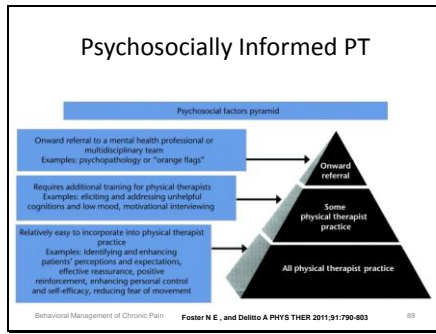 Psychosocially Informed PT
Psychosocial factors pyramid
Onward referral to a mental health professional or
multidisciplinary team
Examples: psychopathology or "orange flags"
Onward
referral
Requires additional training for physical therapists
Examples: eliciting and addressing unhelpful
cognitions and low mood, motivational interviewing
Some
physical therapist
practice
Relatively easy to incorporate into physical therapist
practice
Examples: Identifying and enhancing
patients' perceptions and expectations,
effective reassurance, positive
reinforcement, enhancing personal control
and self-efficacy, reducing fear of movement
All physical therapist practice
Behavioral Management of Chronic Pain
Foster N E , and Delitto A PHYS THER 2011;91:790-803
89